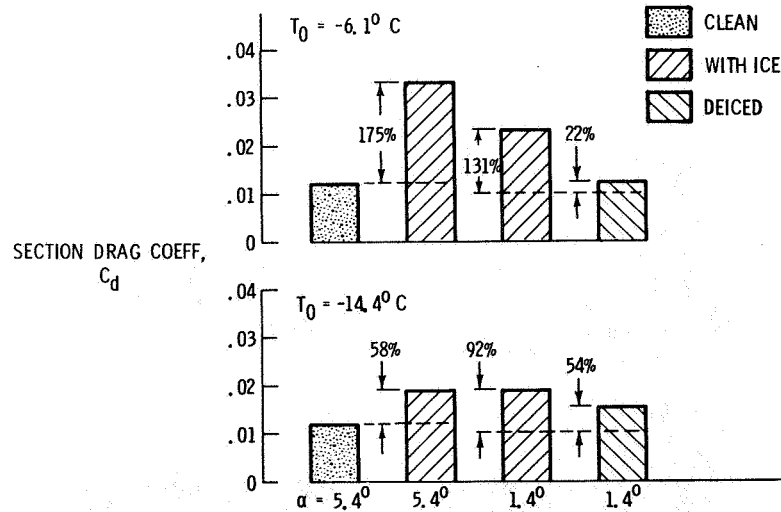 T0 = -6.1° C
CLEAN
WITH ICE
DEICED
.04
.03
.02
.01
0
175%
131%
22%
SECTION DRAG COEFF,
Cd
T0 = -14.4° C
.04
.03
.02
.01
0
58%
92%
54%
α = 5.4° 5.4° 1.4° 1.4°